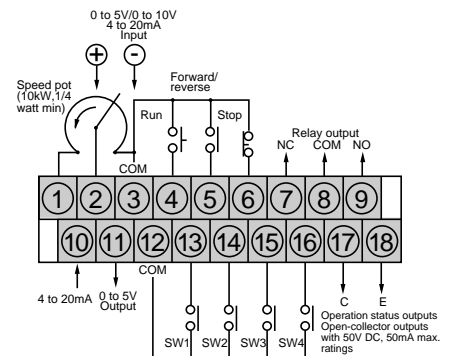 0 to 5V/0 to 10V
4 to 20mA
Input
+
-
Speed pot
(10kW,1/4
watt min)
Forward/
reverse
Run
Stop
Relay output
NC COM NO
COM
1 2 3 4 5 6 7 8 9
10 11 12 13 14 15 16 17 18
COM
4 to 20mA
0 to 5V
Output
C E
Operation status outputs
Open-collector outputs
with 50V DC, 50mA max.
ratings
SW1 SW2 SW3 SW4